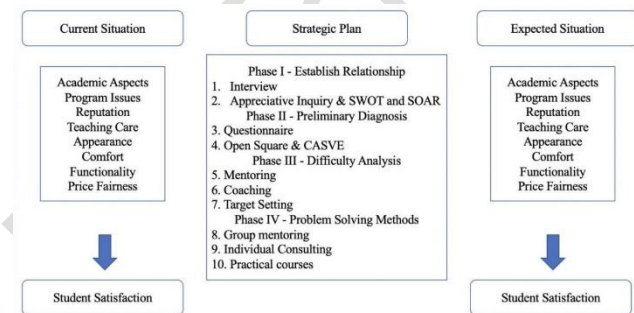 Current Situation
Strategic Plan
Expected Situation
Academic Aspects
Program Issues
Reputation
Teaching Care
Appearance
Comfort
Functionality
Price Fairness
Student Satisfaction
Phase I - Establish Relationship
1. Interview
2. Appreciative Inquiry & SWOT and SOAR
Phase II - Preliminary Diagnosis
3. Questionnaire
4. Open Square & CASVE
Phase III - Difficulty Analysis
5. Mentoring
6. Coaching
7. Target Setting
Phase IV - Problem Solving Methods
8. Group mentoring
9. Individual Consulting
10. Practical courses
Academic Aspects
Program Issues
Reputation
Teaching Care
Appearance
Comfort
Functionality
Price Fairness
Student Satisfaction